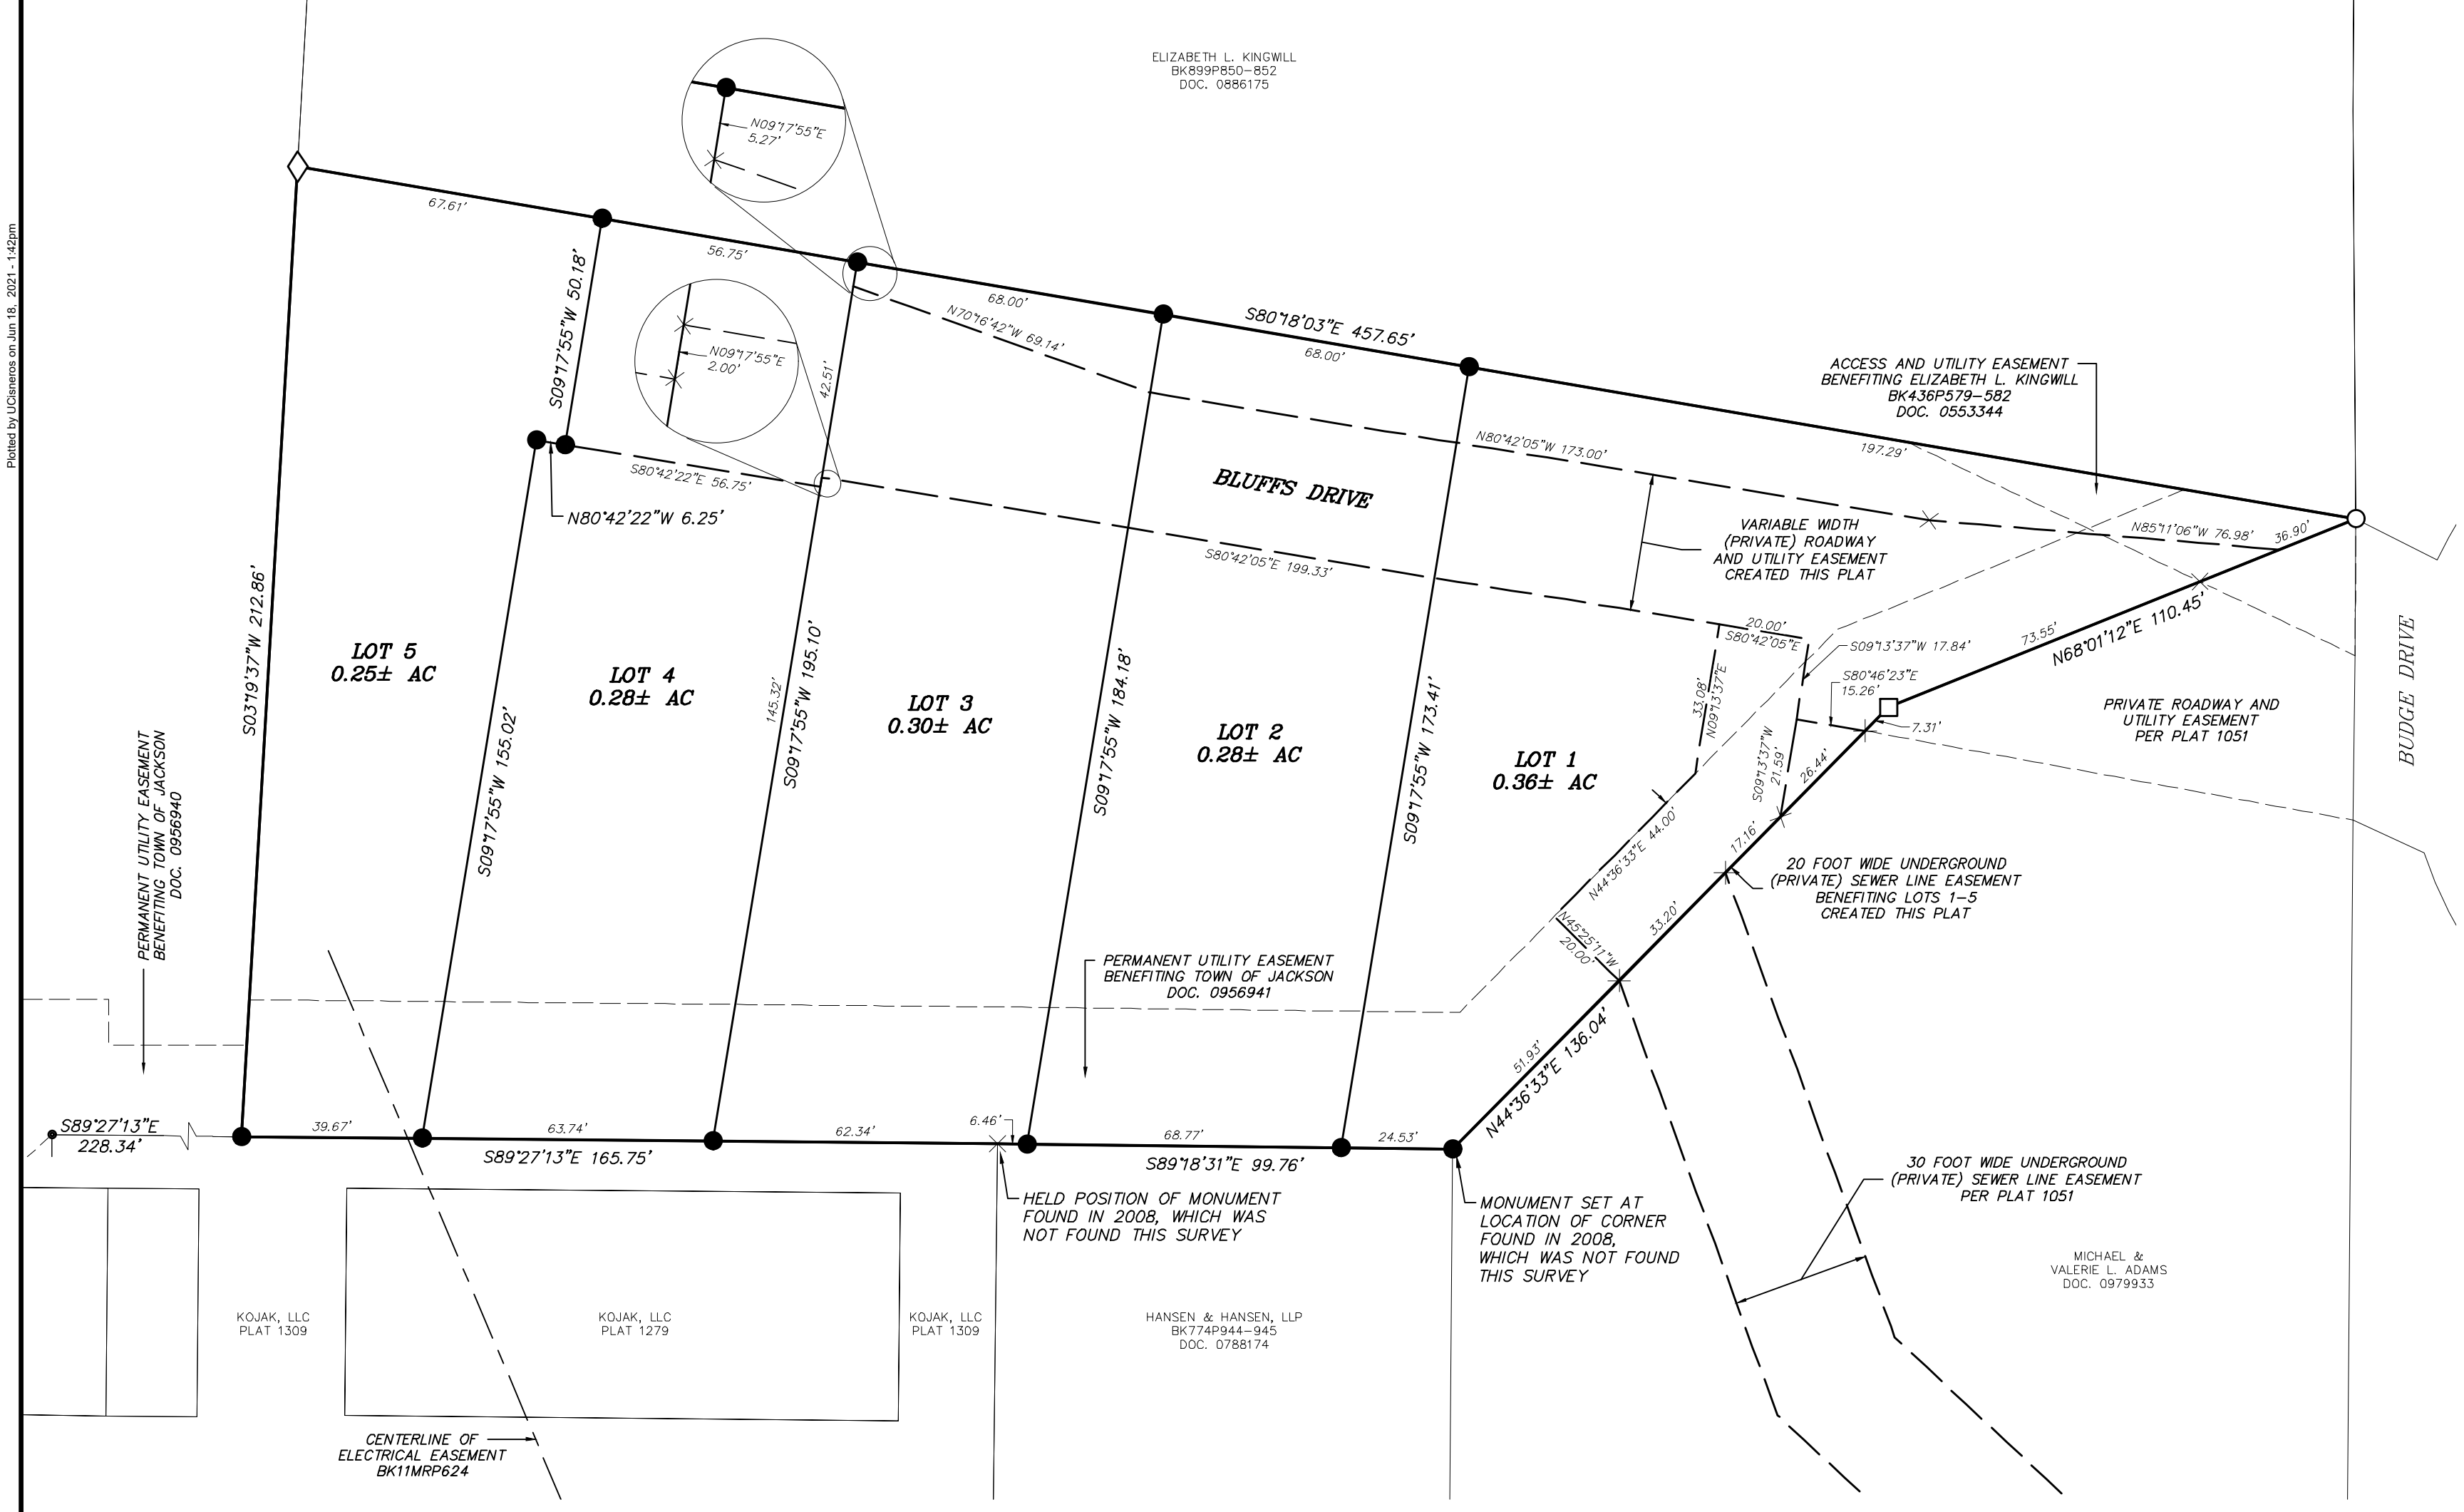 Plotted by UCisneros on Jun 18, 2021 - 1:42pm
ELIZABETH L. KINGWILL
BK899P850-852
DOC. 0886175
N09°17'55"E
5.27'
67.61'
56.75'
68.00'
S80°18'03"E 457.65'
68.00'
197.29'
N70°16'42"W 69.14'
S09°17'55"W 50.18'
42.51'
N09°17'55"E
2.00'
S80°42'22"E 56.75'
N80°42'22"W 6.25'
ACCESS AND UTILITY EASEMENT
BENEFITING ELIZABETH L. KINGWILL
BK436P579-582
DOC. 0553344
N80°42'05"W 173.00'
BLUFFS DRIVE
VARIABLE WIDTH
(PRIVATE) ROADWAY
AND UTILITY EASEMENT
CREATED THIS PLAT
N85°11'06"W 76.98'
36.90'
S80°42'05"E 199.33'
73.55'
N68°01'12"E 110.45'
20.00'
S80°42'05"E
S09°13'37"W 17.84'
S80°46'23"E
15.26'
7.31'
33.08'
N09°13'37"E
S09°13'37"W
21.59'
26.44'
PRIVATE ROADWAY AND
UTILITY EASEMENT
PER PLAT 1051
BUDGE DRIVE
S03°19'37"W 212.86'
LOT 5
0.25± AC
S09°17'55"W 155.02'
LOT 4
0.28± AC
145.32'
S09°17'55"W 195.10'
LOT 3
0.30± AC
S09°17'55"W 184.18'
LOT 2
0.28± AC
S09°17'55"W 173.41'
LOT 1
0.36± AC
N44°36'33"E 44.00'
17.16'
20 FOOT WIDE UNDERGROUND
(PRIVATE) SEWER LINE EASEMENT
BENEFITING LOTS 1-5
CREATED THIS PLAT
33.20'
N45°25'11"W
20.00'
51.93'
N44°36'33"E 136.04'
PERMANENT UTILITY EASEMENT
BENEFITING TOWN OF JACKSON
DOC. 0956940
PERMANENT UTILITY EASEMENT
BENEFITING TOWN OF JACKSON
DOC. 0956941
S89°27'13"E
228.34'
39.67'
63.74'
62.34'
6.46'
68.77'
24.53'
S89°27'13"E 165.75'
S89°18'31"E 99.76'
HELD POSITION OF MONUMENT
FOUND IN 2008, WHICH WAS
NOT FOUND THIS SURVEY
MONUMENT SET AT
LOCATION OF CORNER
FOUND IN 2008,
WHICH WAS NOT FOUND
THIS SURVEY
30 FOOT WIDE UNDERGROUND
(PRIVATE) SEWER LINE EASEMENT
PER PLAT 1051
MICHAEL &
VALERIE L. ADAMS
DOC. 0979933
KOJAK, LLC
PLAT 1309
KOJAK, LLC
PLAT 1279
KOJAK, LLC
PLAT 1309
HANSEN & HANSEN, LLP
BK774P944-945
DOC. 0788174
CENTERLINE OF
ELECTRICAL EASEMENT
BK11MRP624